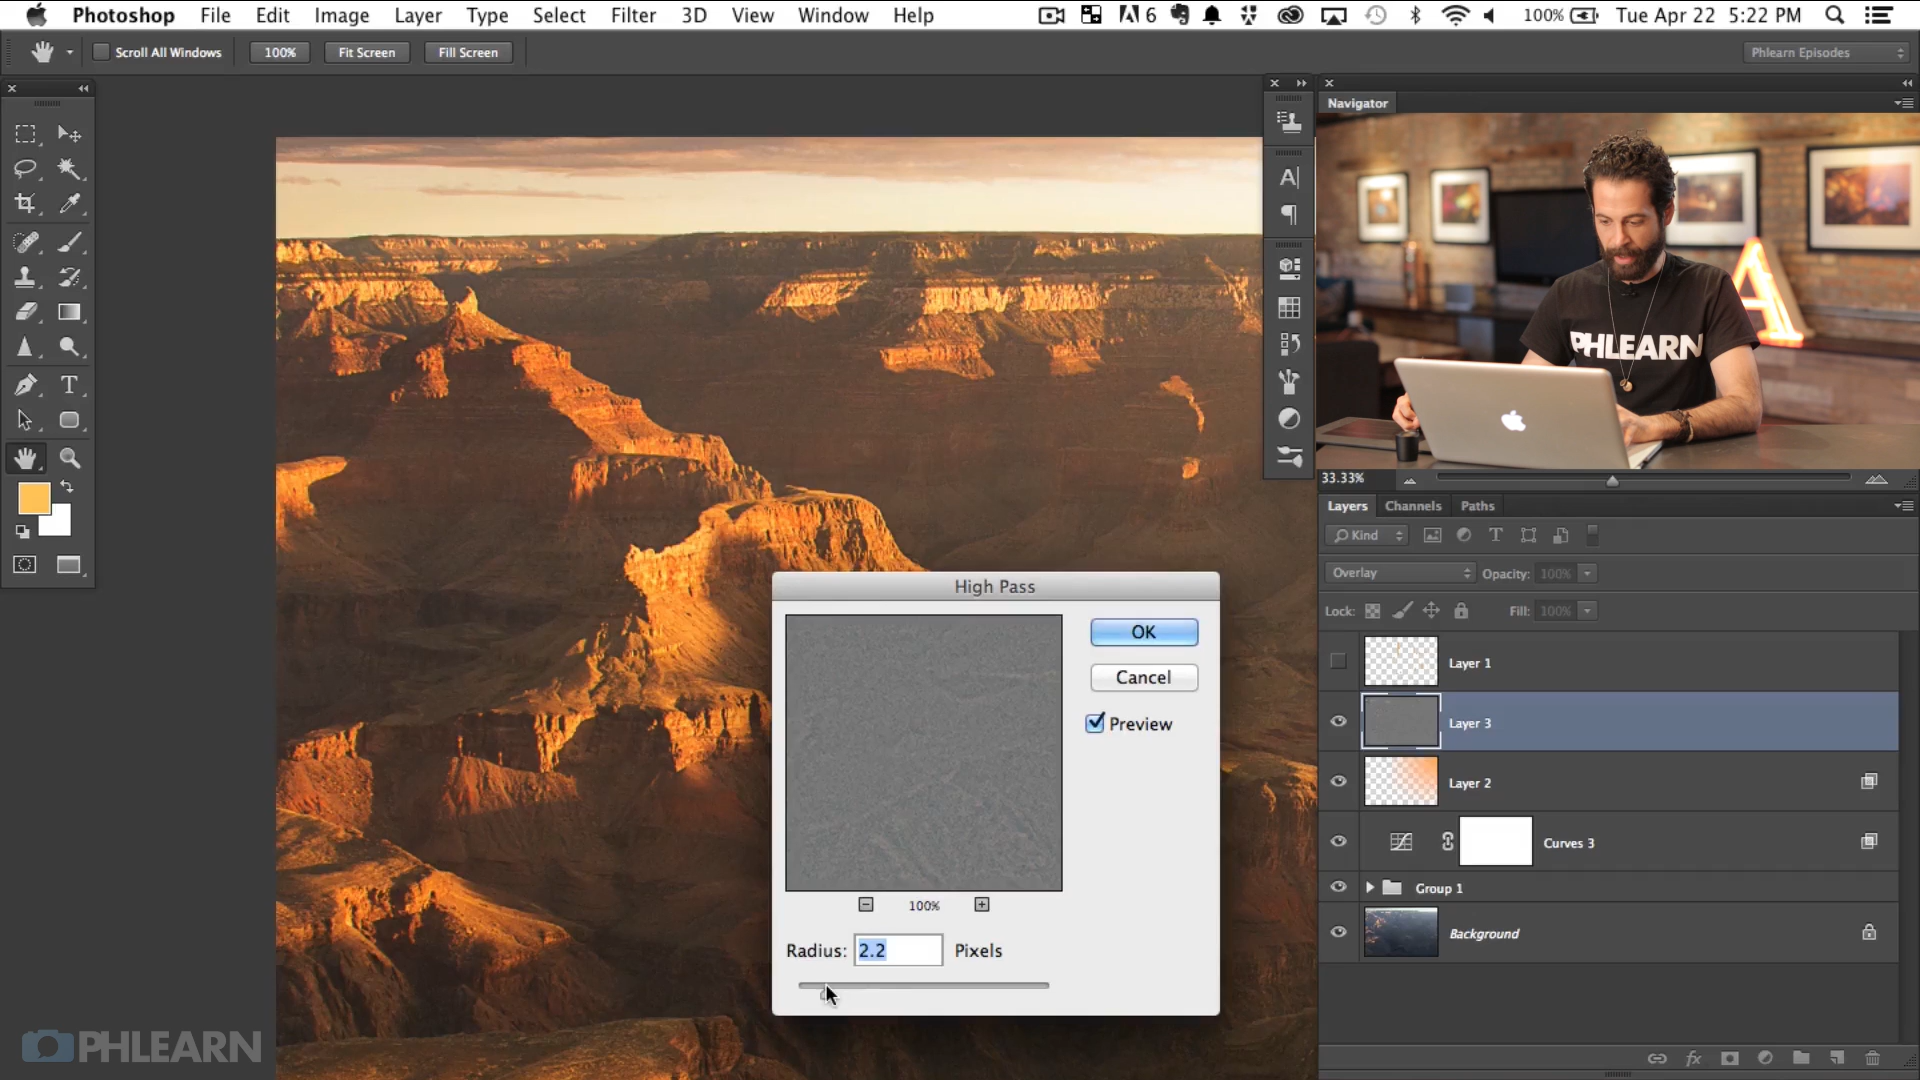 Photoshop File Edit Image Layer Type Select Filter 3D View Window Help 6 100% Tue Apr 22 5:22 PM
Scroll All Windows 100% Fit Screen Fill Screen Phlearn Episodes
Navigator
PHLEARN
A
33.33%
Layers Channels Paths
Kind
Overlay Opacity: 100%
Lock: Fill: 100%
Layer 1
Layer 3
Layer 2
Curves 3
Group 1
Background
High Pass
OK
Cancel
Preview
100%
Radius: 2.2 Pixels
PHLEARN